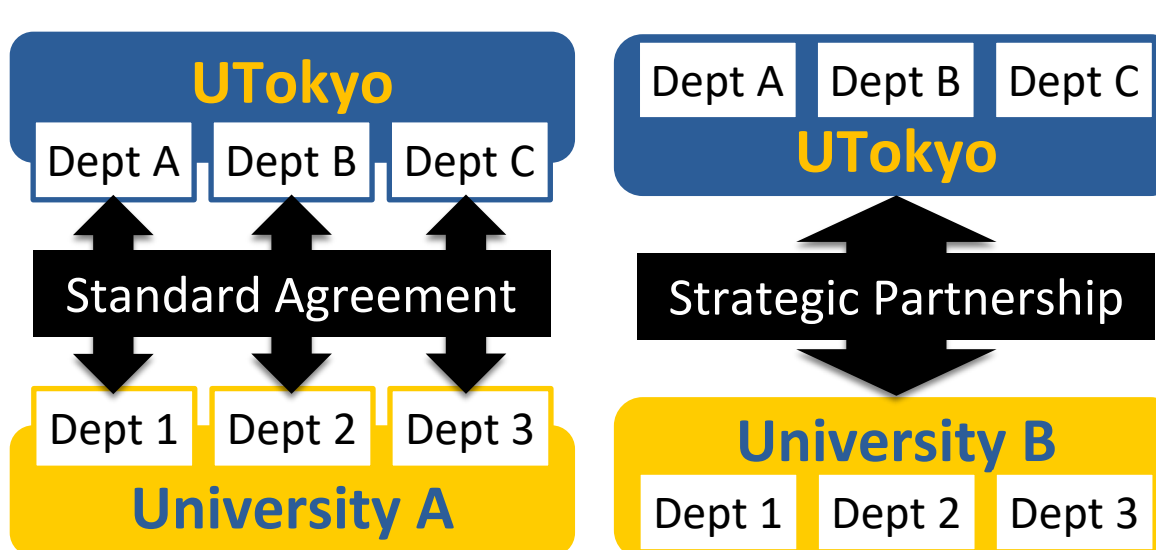 UTokyo
Dept A Dept B Dept C
Standard Agreement
Dept 1 Dept 2 Dept 3
University A
Dept A Dept B Dept C
UTokyo
Strategic Partnership
University B
Dept 1 Dept 2 Dept 3